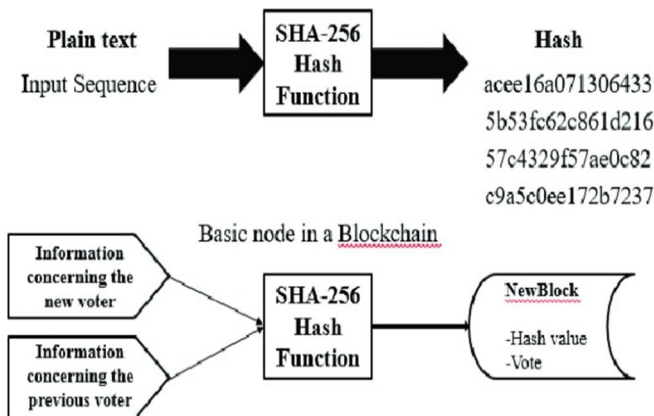 Plain text
Input Sequence
SHA-256
Hash
Function
Hash
acee16a071306433
5b53fc62c861d216
57c4329f57ae0c82
c9a5c0ee172b7237
Basic node in a Blockchain
Information
concerning the
new voter
Information
concerning the
previous voter
SHA-256
Hash
Function
NewBlock
-Hash value
-Vote